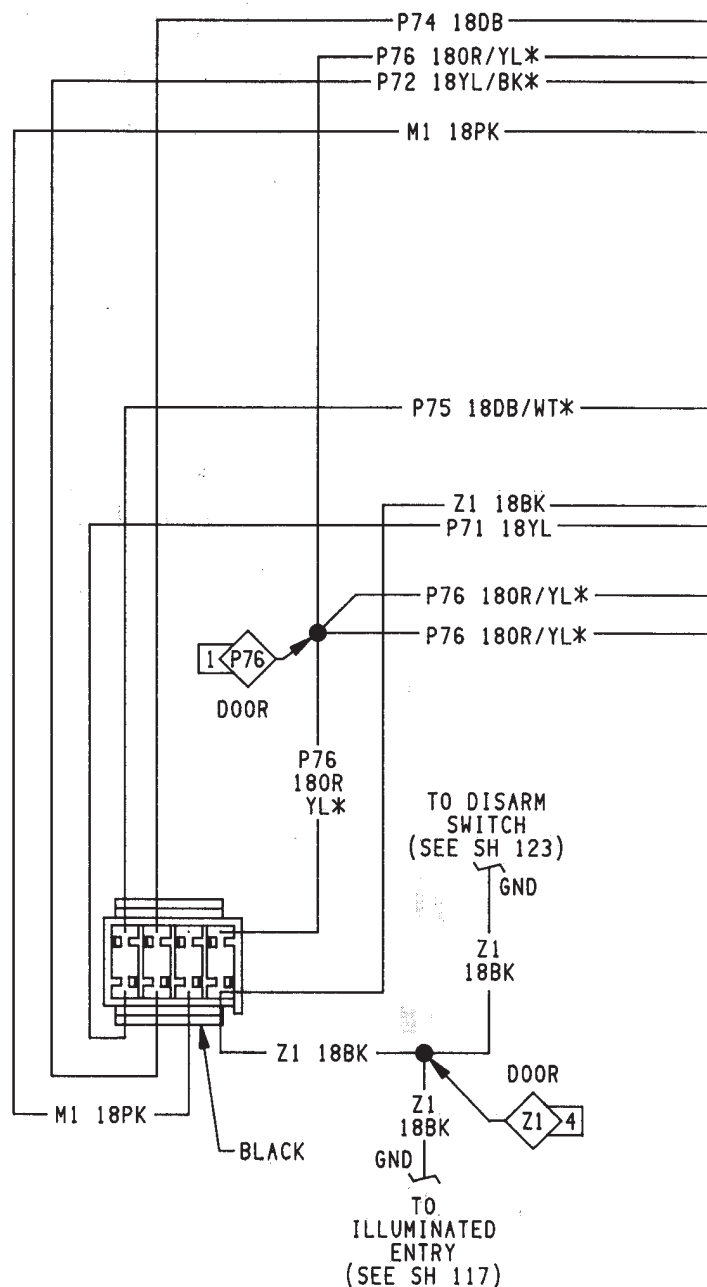 P74 18DB
P76 18OR/YL*
P72 18YL/BK*
M1 18PK
P75 18DB/WT*
Z1 18BK
P71 18YL
P76 18OR/YL*
P76 18OR/YL*
1 P76
DOOR
P76
18OR
YL*
TO DISARM
SWITCH
(SEE SH 123)
GND
Z1
18BK
Z1 18BK
DOOR
Z1 4
Z1
18BK
M1 18PK
BLACK
GND
TO
ILLUMINATED
ENTRY
(SEE SH 117)